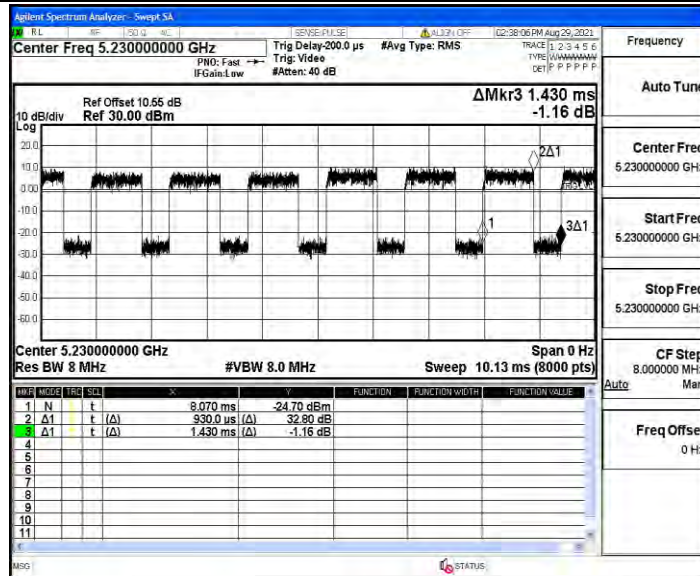 Agilent Spectrum Analyzer - Swept SA
RL RF 50 Ω AC SENSE:PULSE ALIGN OFF 02:38:06 PM Aug 29, 2021
Center Freq 5.230000000 GHz
PNO: Fast
IFGain:Low
Trig Delay-200.0 µs
Trig: Video
#Atten: 40 dB
#Avg Type: RMS
TRACE 1 2 3 4 5 6
TYPE W
DET P P P P P P
ΔMkr3 1.430 ms
-1.16 dB
Ref Offset 10.55 dB
10 dB/div Ref 30.00 dBm
Log
20.0
10.0
0.00
-10.0
-20.0
-30.0
-40.0
-50.0
-60.0
2Δ1
1
3Δ1
Center 5.230000000 GHz Span 0 Hz
Res BW 8 MHz #VBW 8.0 MHz Sweep 10.13 ms (8000 pts)
MKR MODE TRC SCL X Y FUNCTION FUNCTION WIDTH FUNCTION VALUE
1 N t 8.070 ms -24.70 dBm
2 Δ1 t (Δ) 930.0 µs (Δ) 32.80 dB
3 Δ1 t (Δ) 1.430 ms (Δ) -1.16 dB
4
5
6
7
8
9
10
11
MSG STATUS
Frequency
Auto Tune
Center Freq
5.230000000 GHz
Start Freq
5.230000000 GHz
Stop Freq
5.230000000 GHz
CF Step
8.000000 MHz
Auto Man
Freq Offset
0 Hz